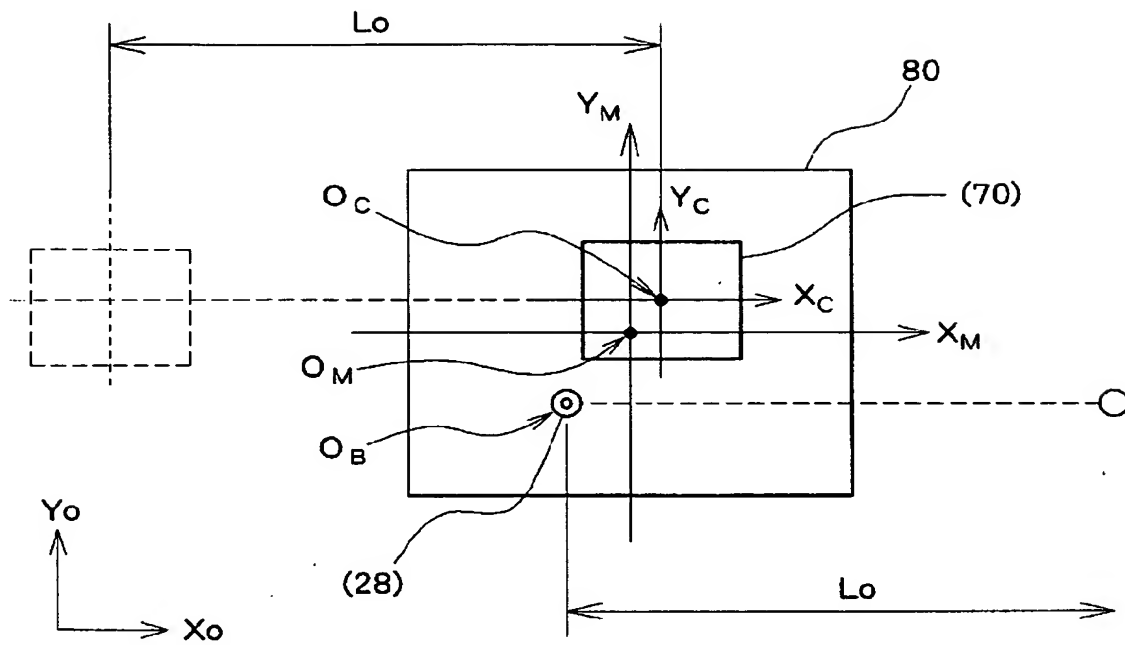 Lo
80
Y_M
O_C
Y_C
(70)
X_C
X_M
O_M
O_B
Yo
(28)
Lo
Xo